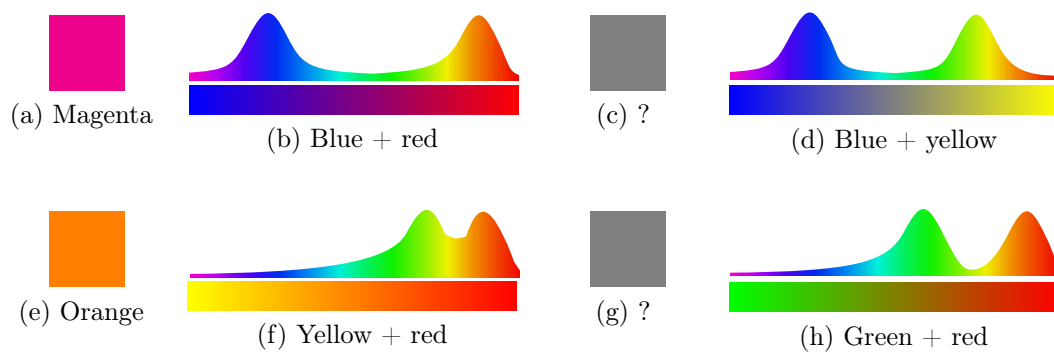 (a) Magenta
(b) Blue + red
(c) ?
(d) Blue + yellow
(e) Orange
(f) Yellow + red
(g) ?
(h) Green + red